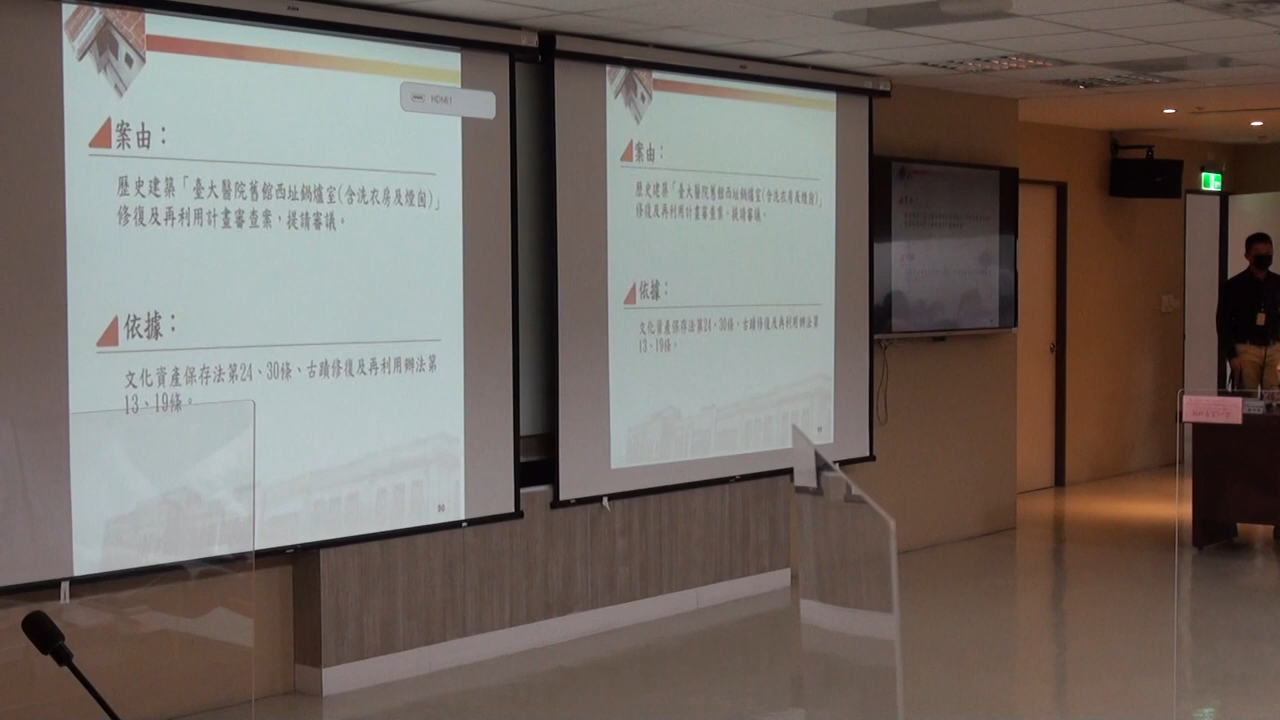 HDMI1
案由：
歷史建築「臺大醫院舊館西址鍋爐室(含洗衣房及煙囪)」
修復及再利用計畫審查案，提請審議。
依據：
文化資產保存法第24、30條、古蹟修復及再利用辦法第
13、19條。
90
案由：
歷史建築「臺大醫院舊館西址鍋爐室(含洗衣房及煙囪)」
修復及再利用計畫審查案，提請審議。
依據：
文化資產保存法第24、30條、古蹟修復及再利用辦法第
13、19條。